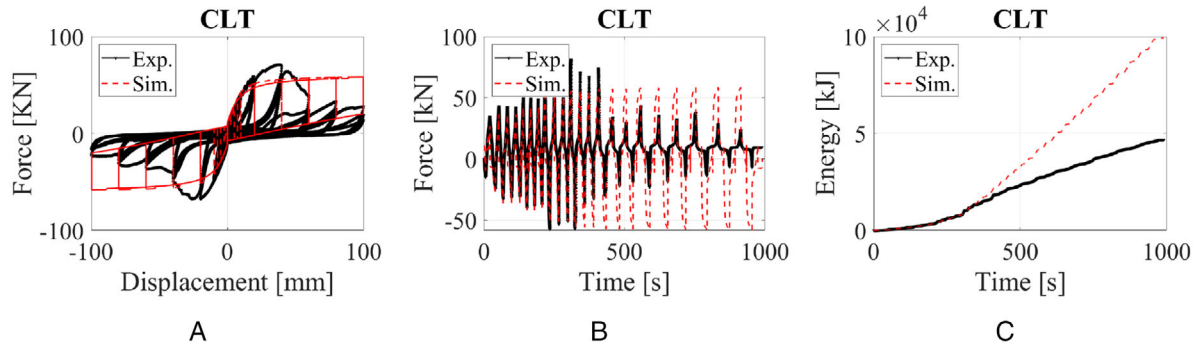 CLT
Exp.
Sim.
Force [KN]
100
0
-100
-100 0 100
Displacement [mm]
A
CLT
Exp.
Sim.
Force [kN]
100
50
0
-50
0 500 1000
Time [s]
B
CLT
× 10⁴
Exp.
Sim.
Energy [kJ]
10
5
0
0 500 1000
Time [s]
C